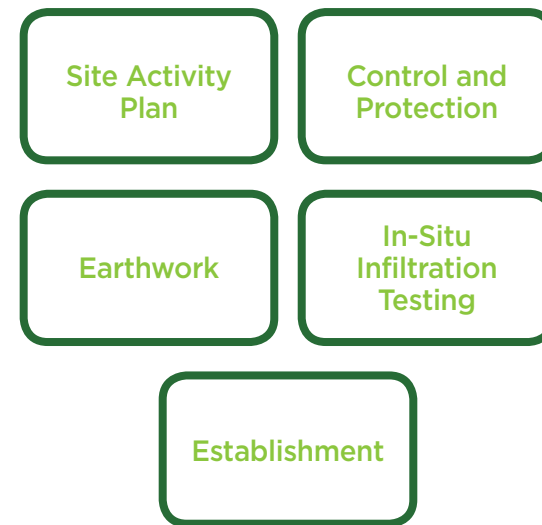 Site Activity
Plan
Control and
Protection
Earthwork
In-Situ
Infiltration
Testing
Establishment